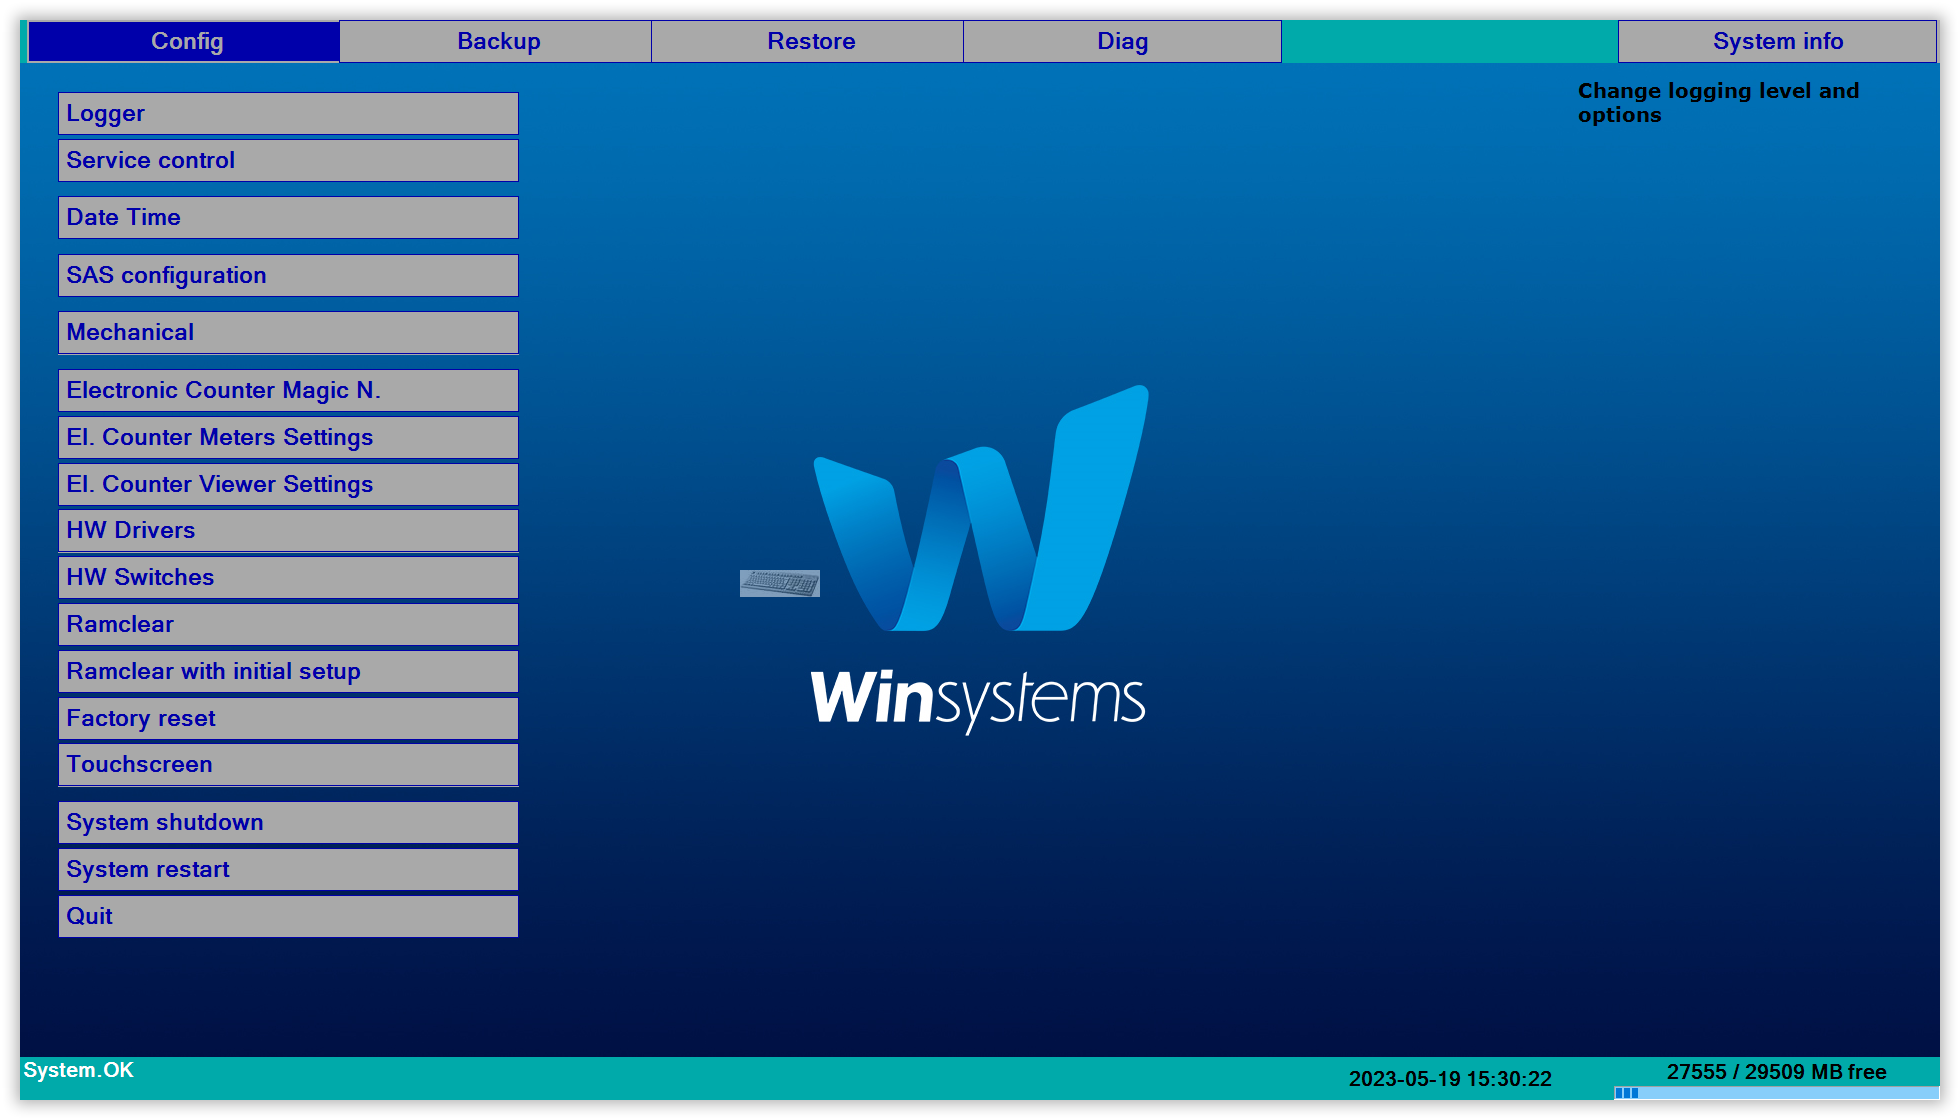 Config
Backup
Restore
Diag
System info
Change logging level and
options
Logger
Service control
Date Time
SAS configuration
Mechanical
Electronic Counter Magic N.
El. Counter Meters Settings
El. Counter Viewer Settings
HW Drivers
HW Switches
Ramclear
Ramclear with initial setup
Factory reset
Touchscreen
System shutdown
System restart
Quit
Winsystems
System.OK
2023-05-19 15:30:22
27555 / 29509 MB free